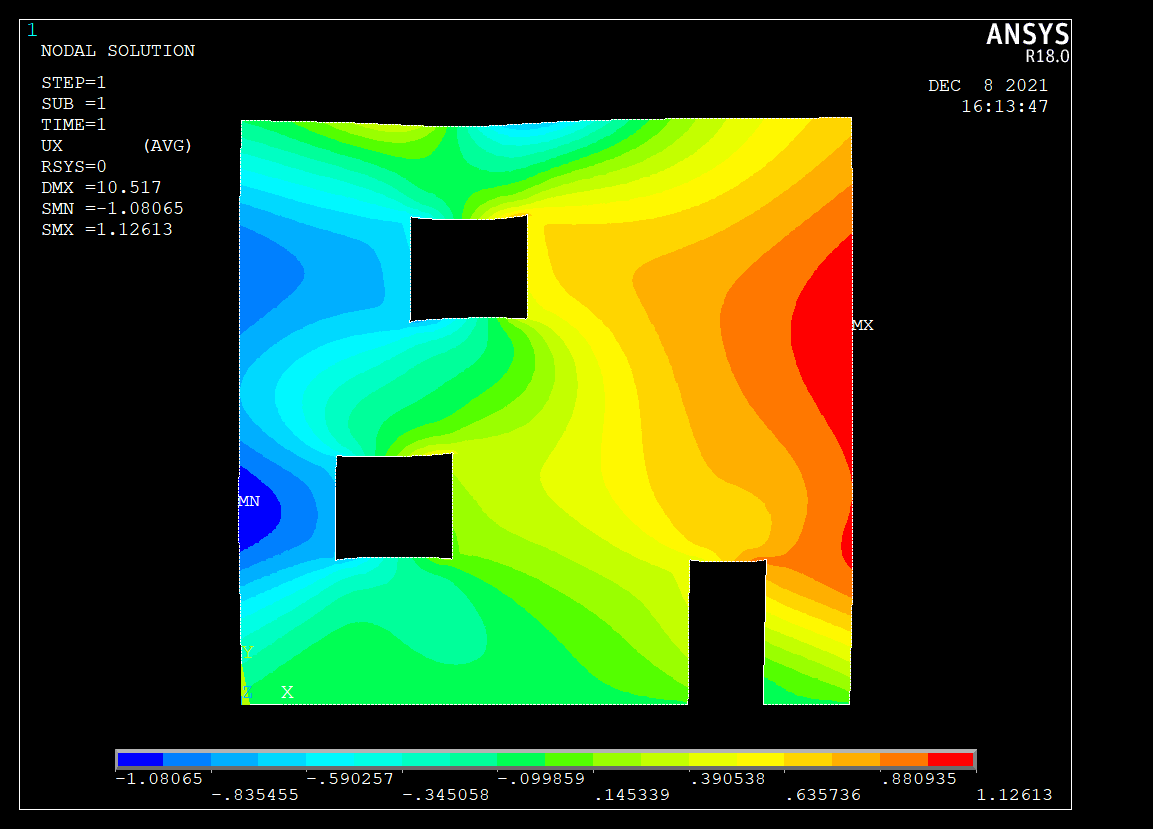 1
ANSYS
R18.0
NODAL SOLUTION
STEP=1
SUB =1
TIME=1
UX (AVG)
RSYS=0
DMX =10.517
SMN =-1.08065
SMX =1.12613
DEC 8 2021
16:13:47
MX
MN
Y
Z X
-1.08065 -.590257 -.099859 .390538 .880935
-.835455 -.345058 .145339 .635736 1.12613